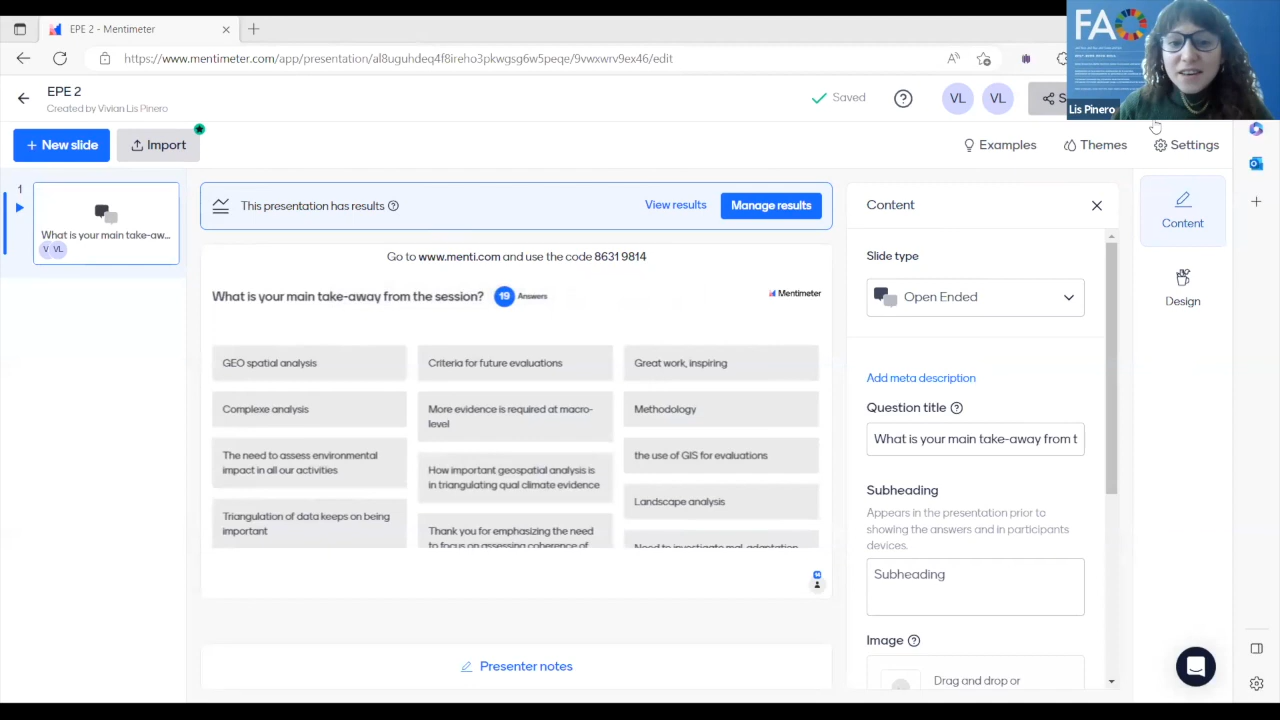 EPE 2 - Mentimeter
https://www.mentimeter.com/app/presentation/
/edit
EPE 2
Created by Vivian Lis Pinero
Saved
VL
VL
FAO
Lis Pinero
New slide
Import
Examples
Themes
Settings
1
What is your main take-aw...
V VL
This presentation has results
View results
Manage results
Go to www.menti.com and use the code 8631 9814
What is your main take-away from the session?
19 Answers
Mentimeter
GEO spatial analysis
Complexe analysis
The need to assess environmental
impact in all our activities
Triangulation of data keeps on being
important
Criteria for future evaluations
More evidence is required at macro-
level
How important geospatial analysis is
in triangulating qual climate evidence
Thank you for emphasizing the need
to focus on assessing coherence of
Great work, inspiring
Methodology
the use of GIS for evaluations
Landscape analysis
Need to investigate mal-adaptation
Presenter notes
Content
Slide type
Open Ended
Add meta description
Question title
What is your main take-away from t
Subheading
Appears in the presentation prior to
showing the answers and in participants
devices.
Subheading
Image
Drag and drop or
Content
Design